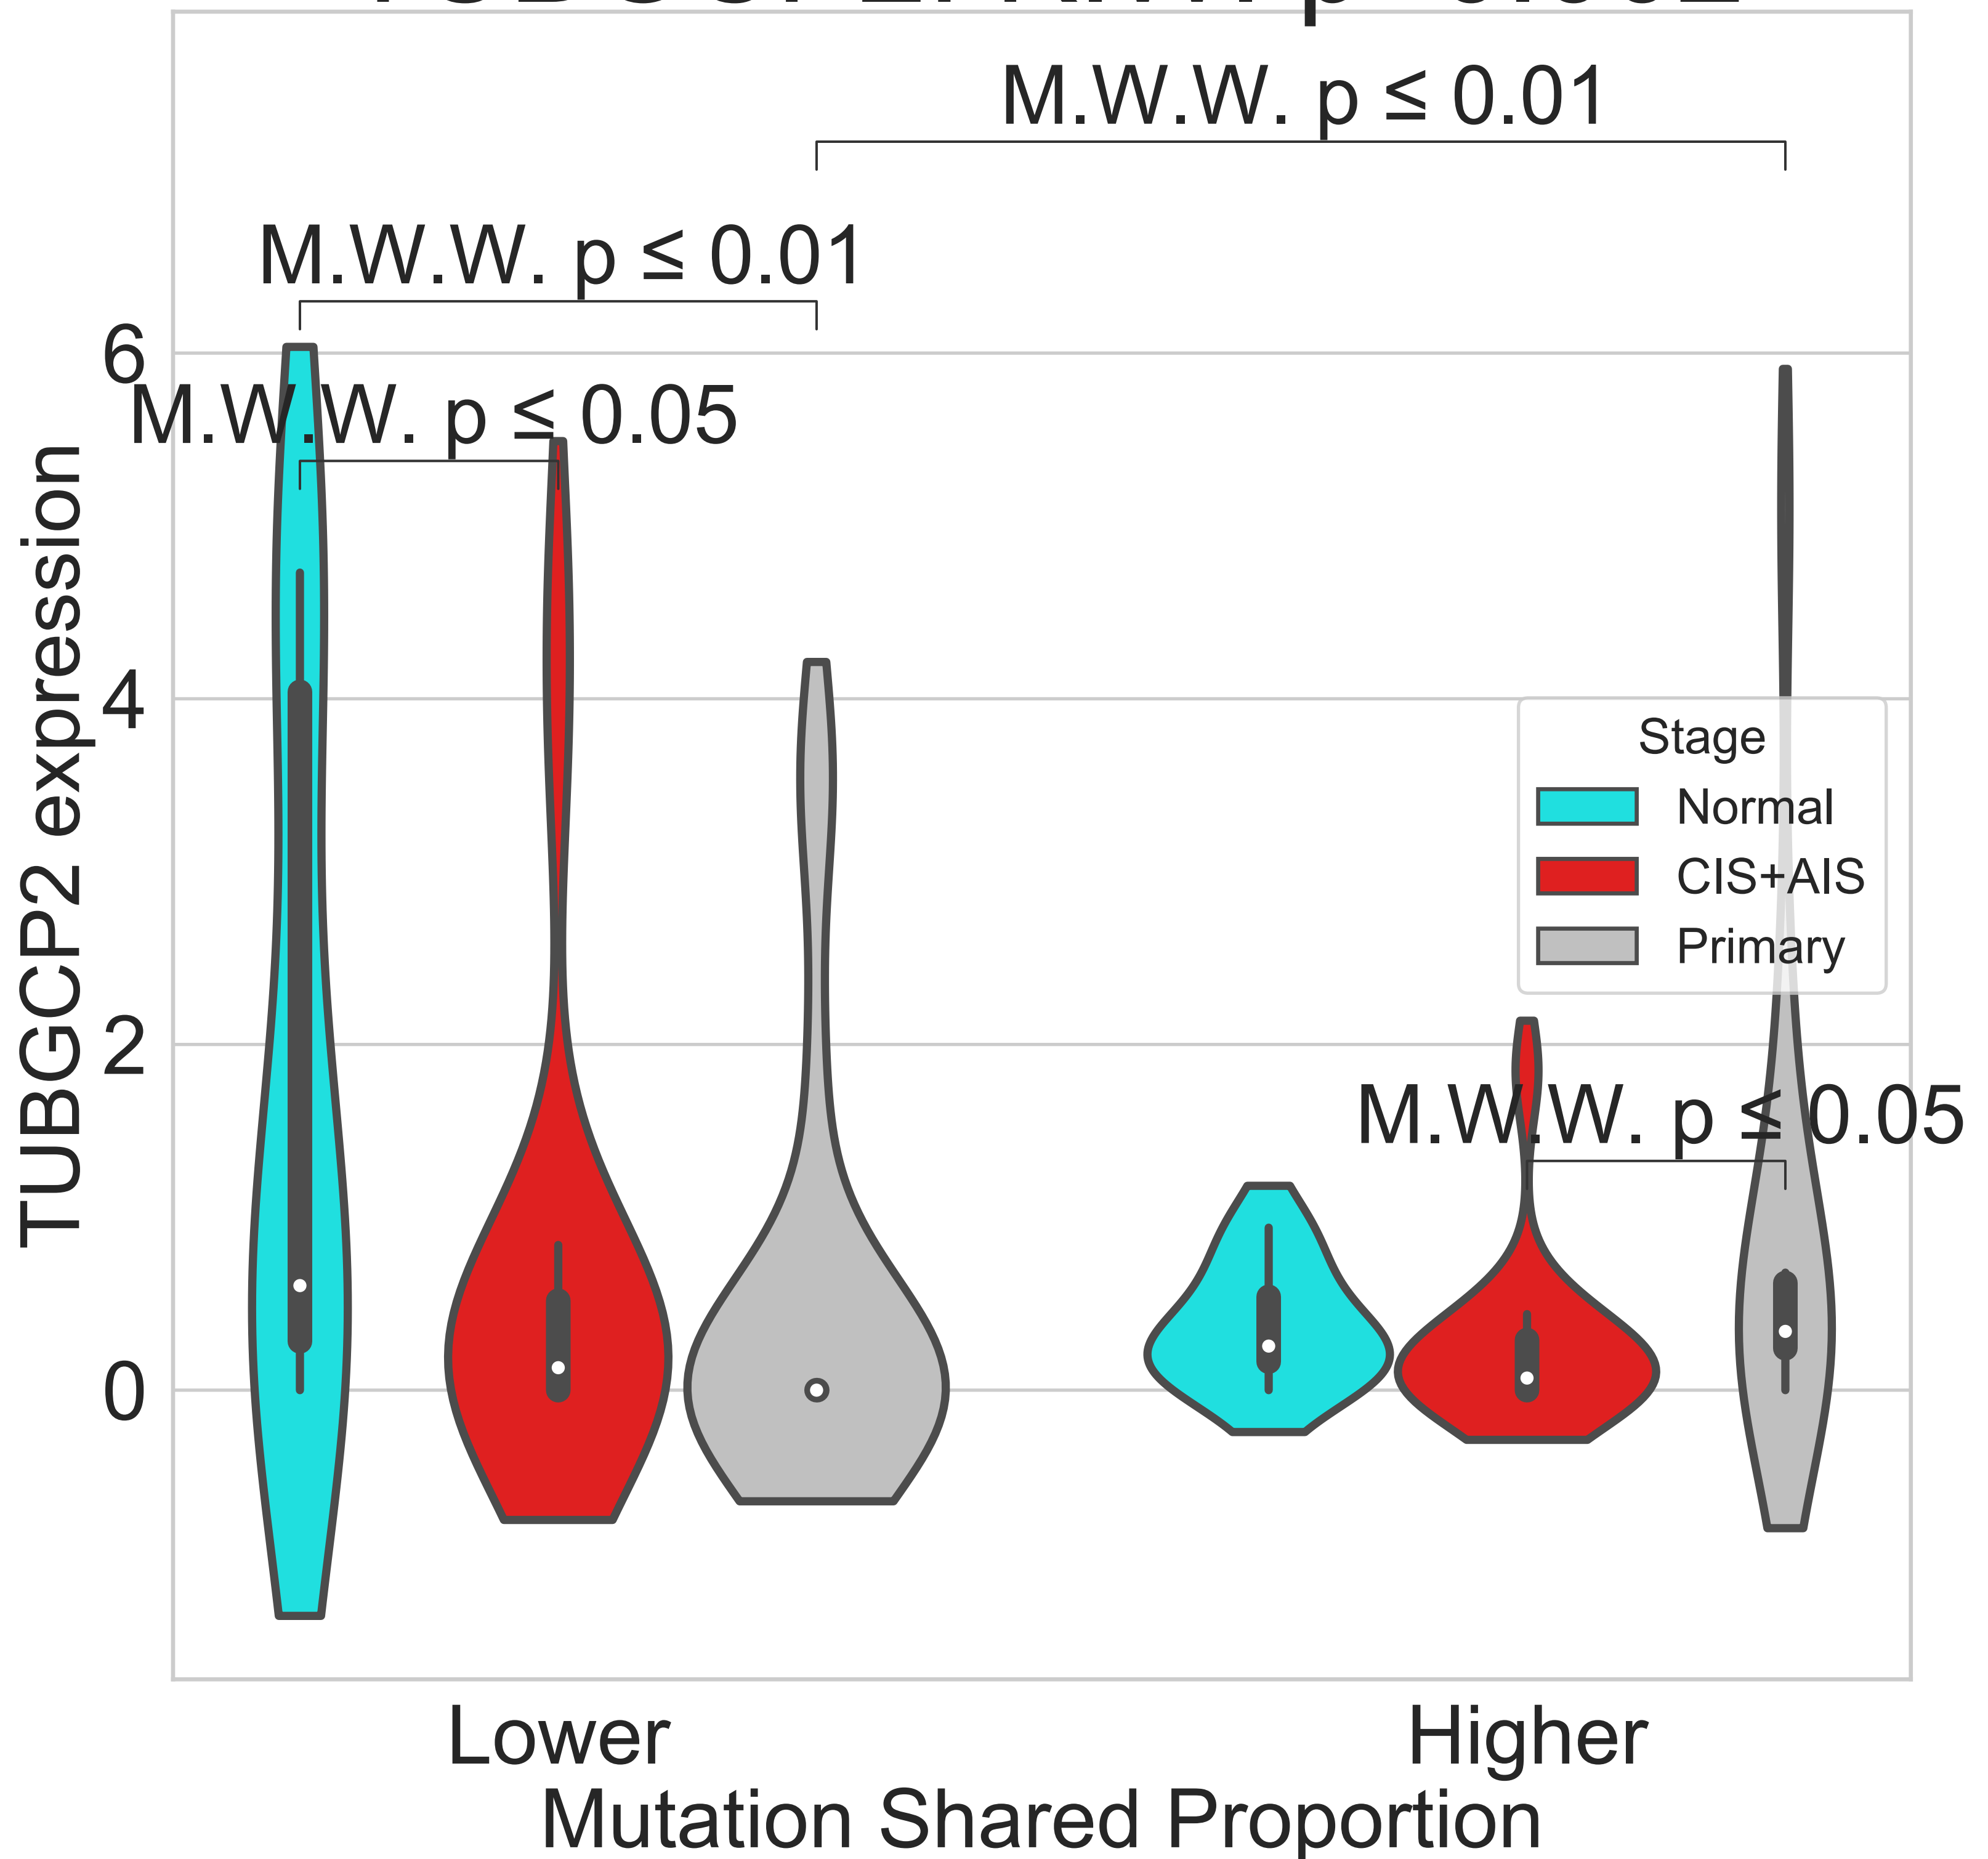 M.W.W. p ≤ 0.01
M.W.W. p ≤ 0.01
6
M.W.W. p ≤ 0.05
TUBGCP2 expression
4
Stage
Normal
CIS+AIS
Primary
2
M.W.W. p ≤ 0.05
0
Lower
Higher
Mutation Shared Proportion